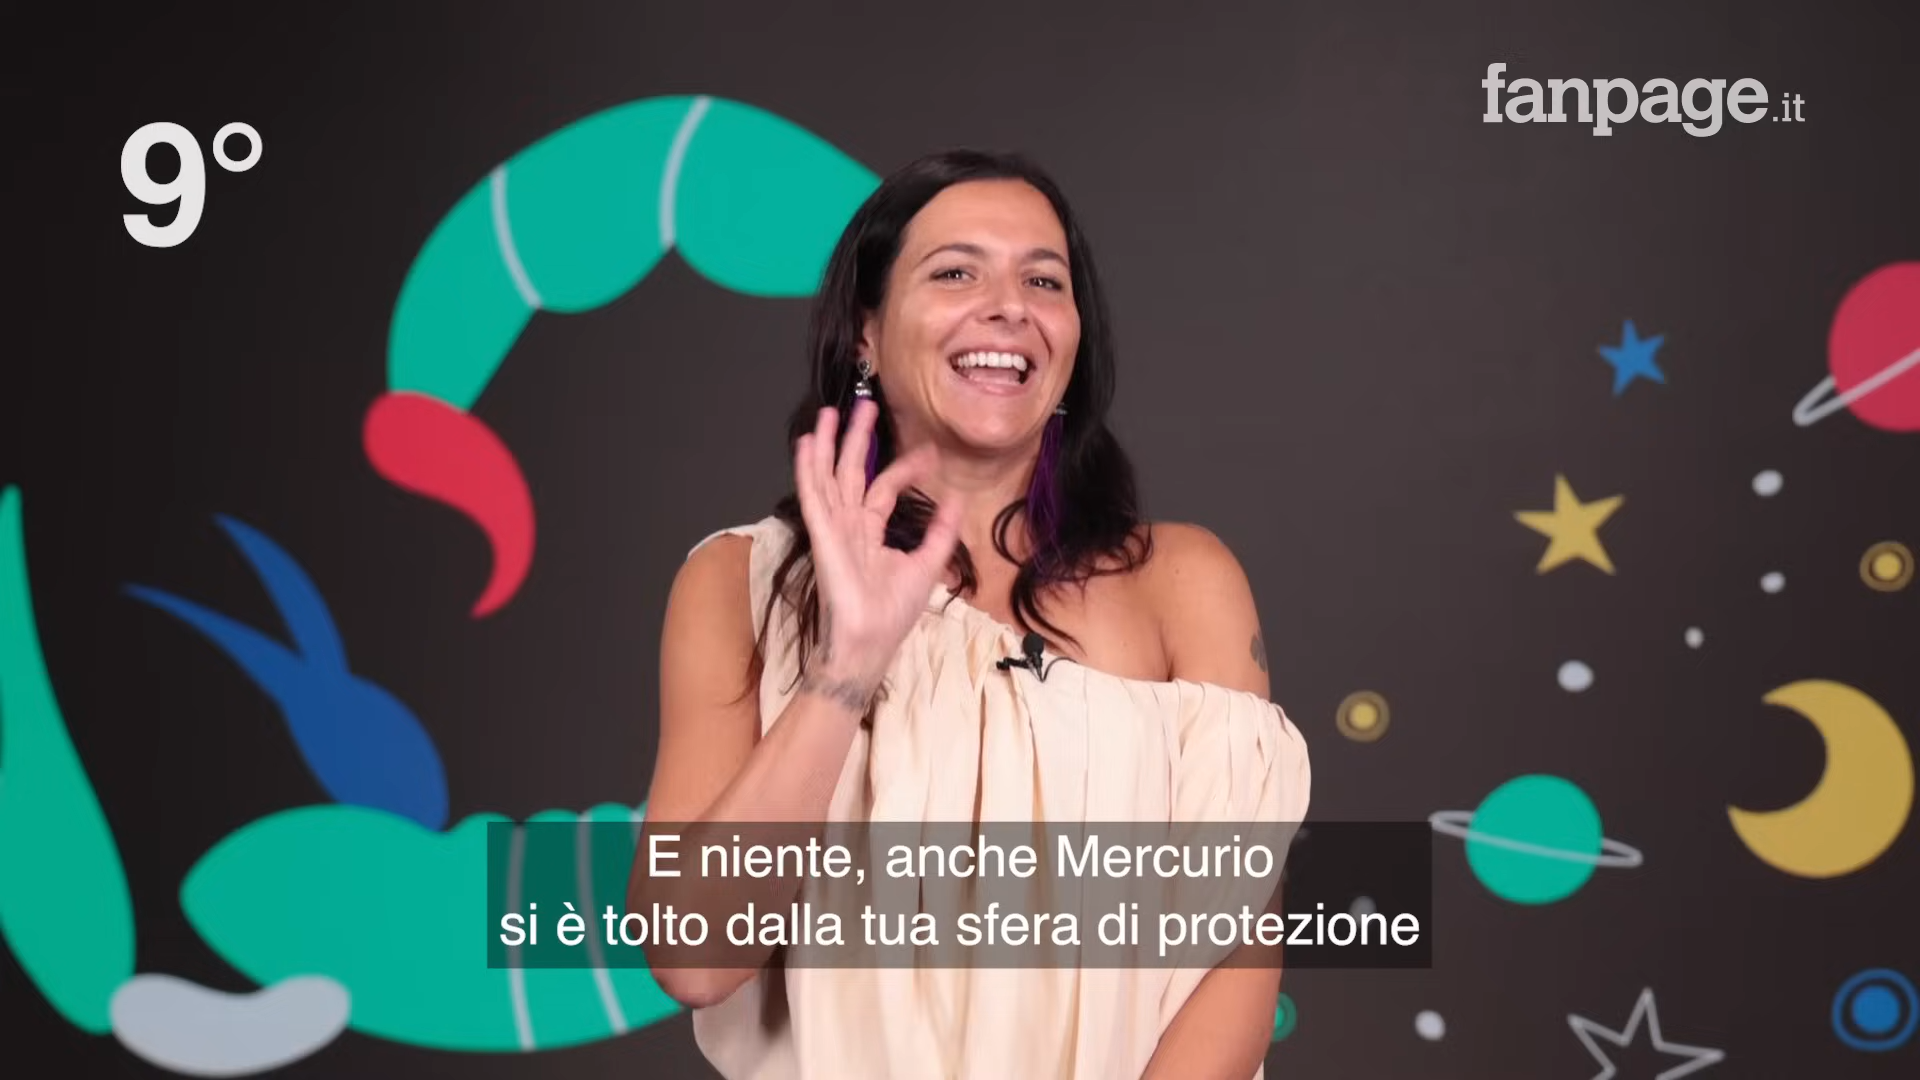 9°
fanpage.it
E niente, anche Mercurio
si è tolto dalla tua sfera di protezione